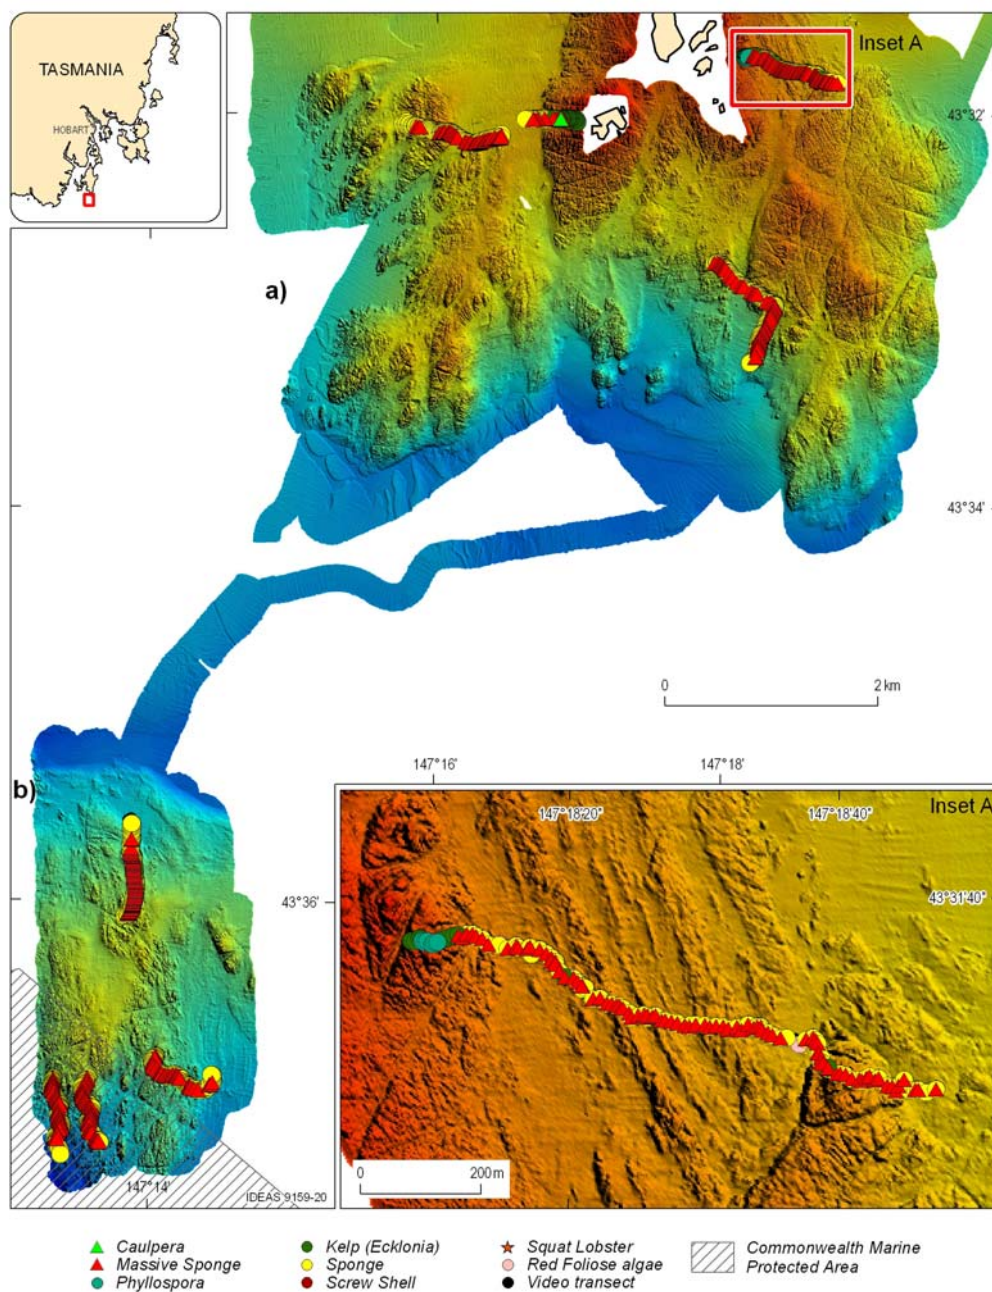 TASMANIA
HOBART
Inset A
43°32'
a)
43°34'
0 2 km
b)
147°16' 147°18'
Inset A
147°18'20" 147°18'40"
43°36'
43°31'40"
0 200 m
147°14'
IDEAS 9159-20
Caulpera Kelp (Ecklonia) Squat Lobster Commonwealth Marine
Massive Sponge Sponge Red Foliose algae Protected Area
Phyllospora Screw Shell Video transect